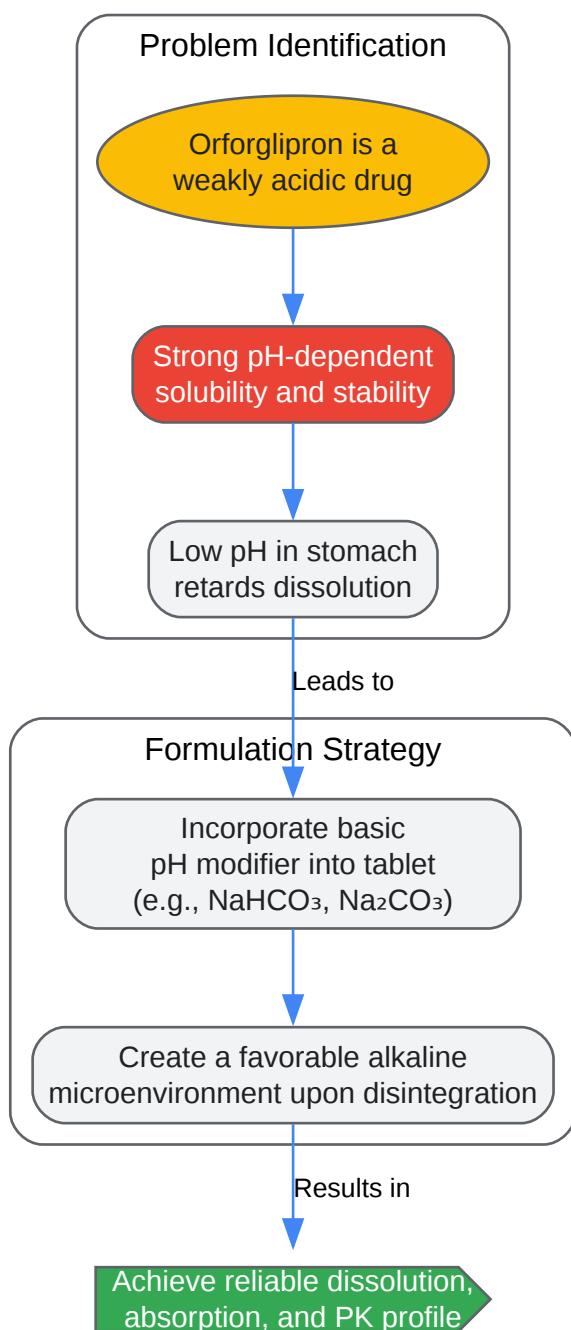 Problem Identification
Orforglipron is a
weakly acidic drug
Strong pH-dependent
solubility and stability
Low pH in stomach
retards dissolution
Leads to
Formulation Strategy
Incorporate basic
pH modifier into tablet
(e.g., NaHCO₃, Na₂CO₃)
Create a favorable alkaline
microenvironment upon disintegration
Results in
Achieve reliable dissolution,
absorption, and PK profile